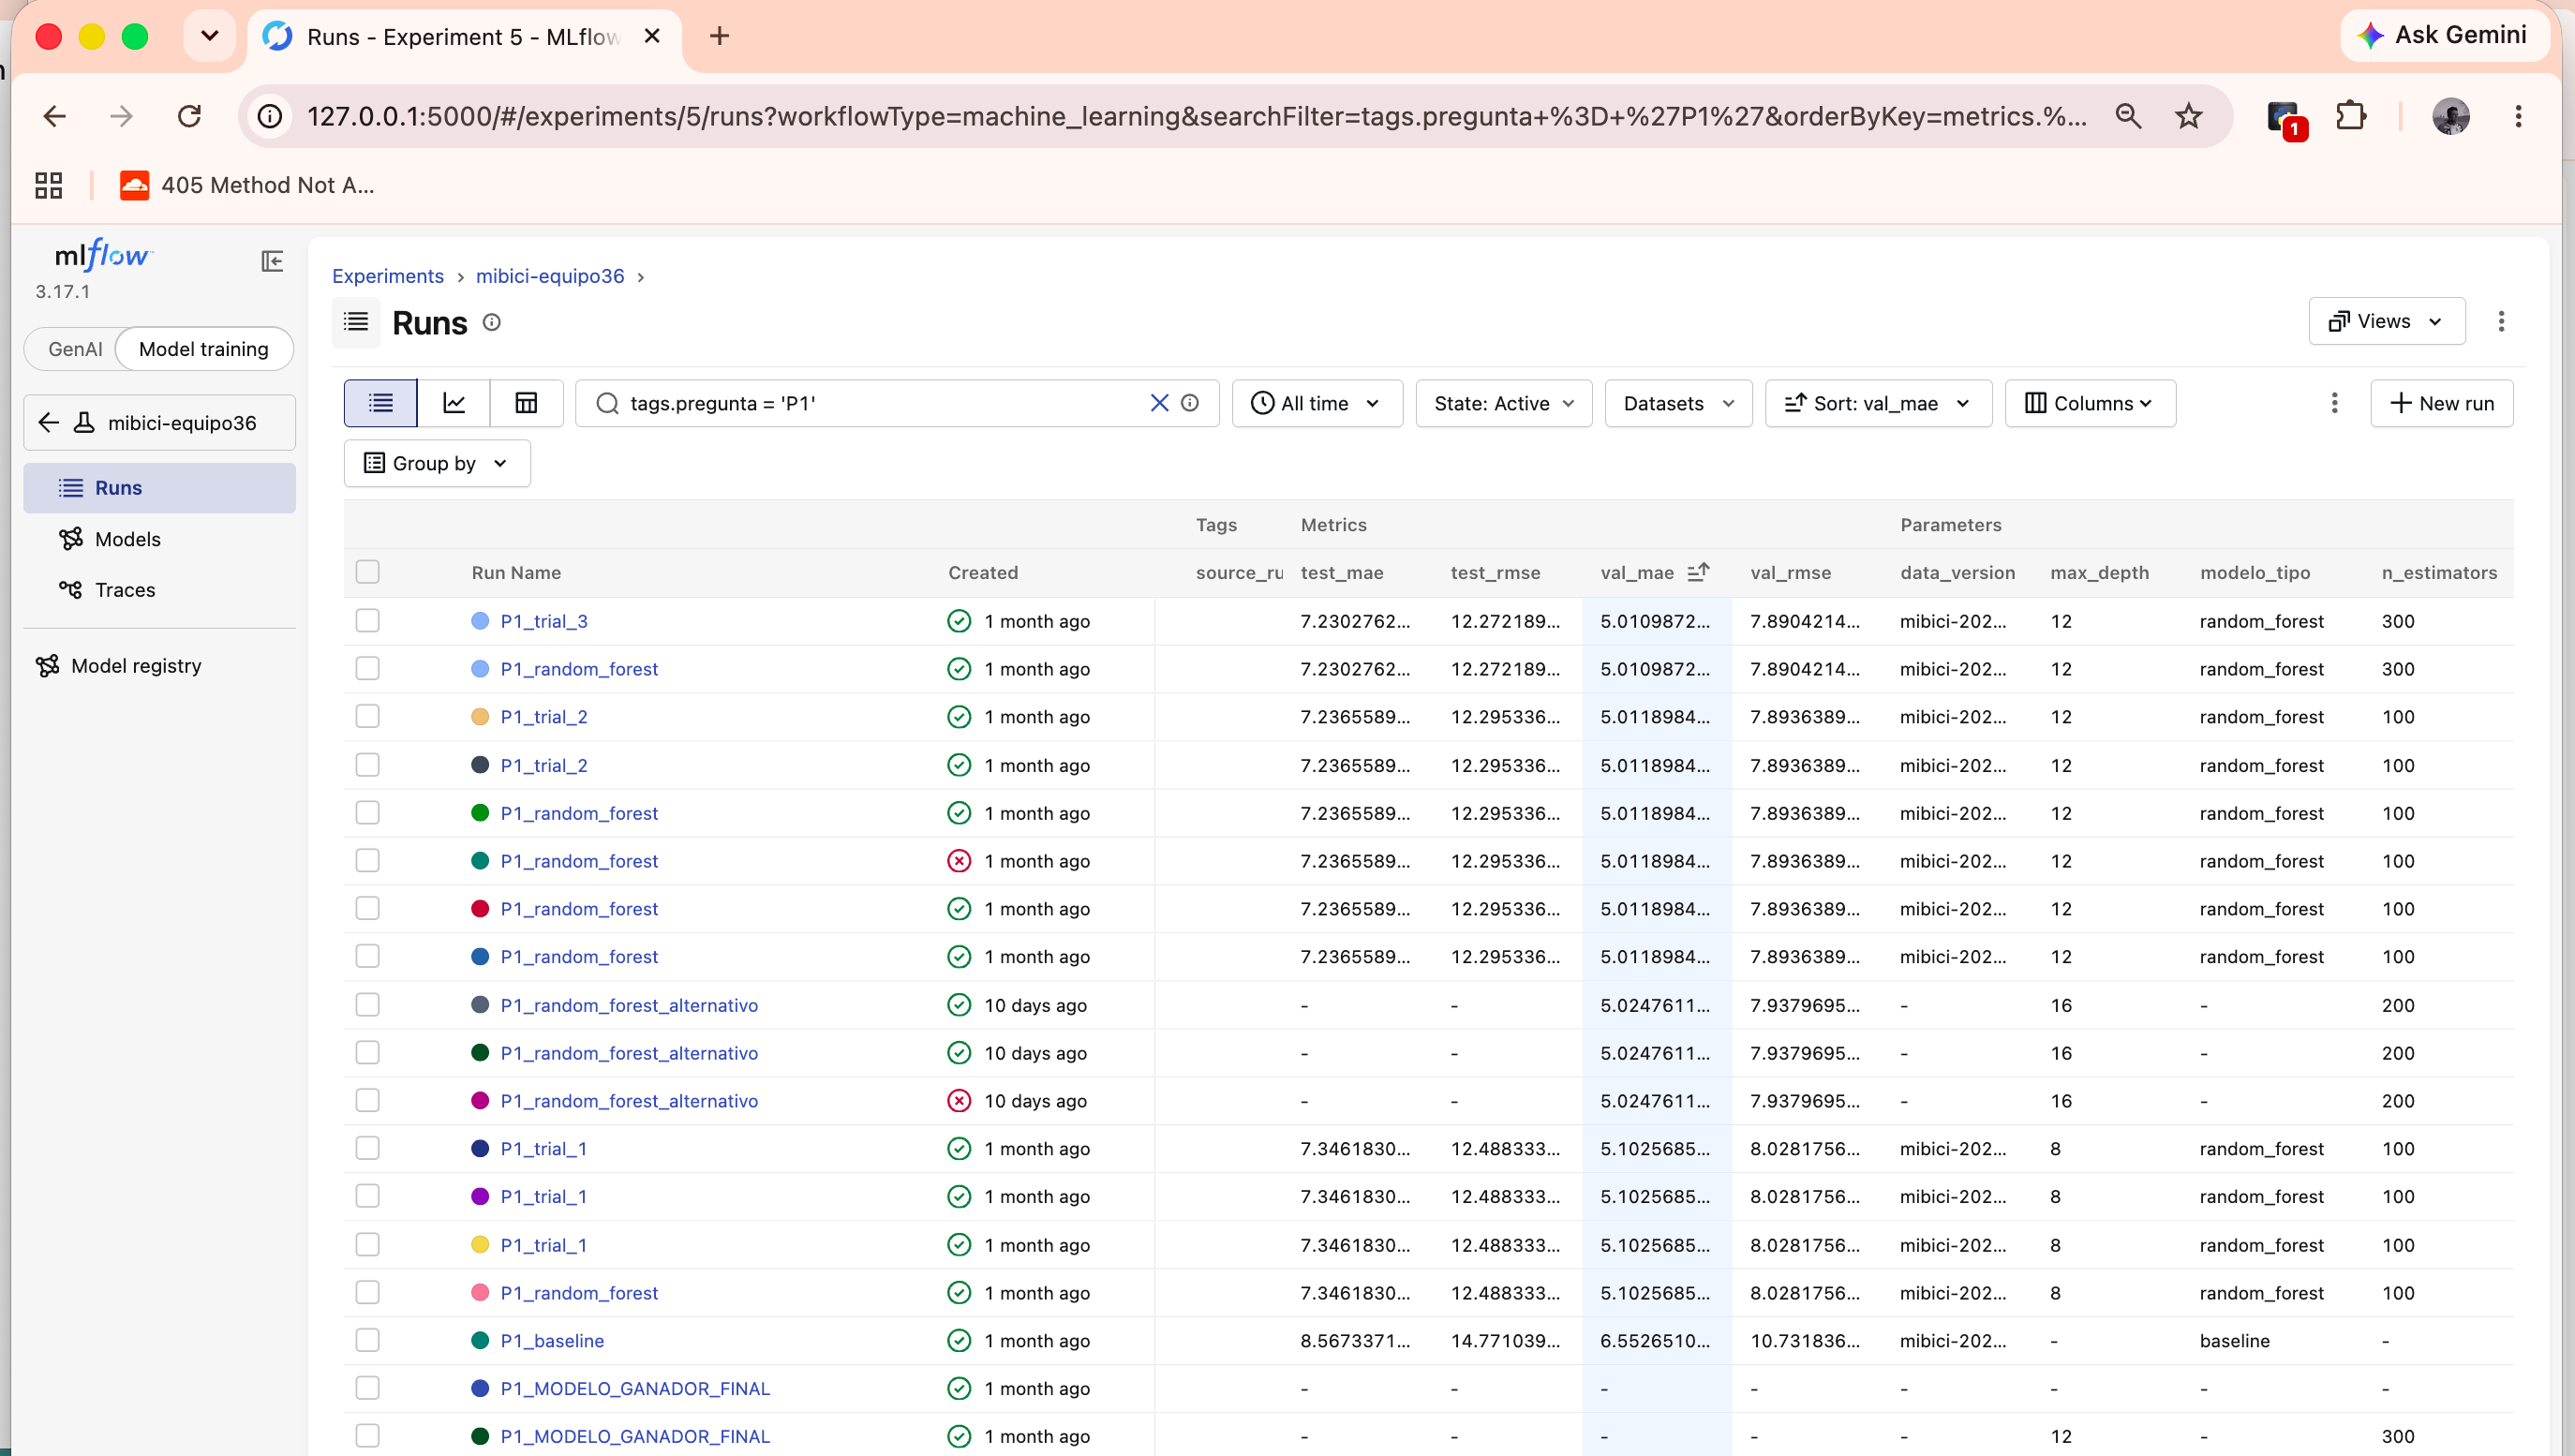 Runs - Experiment 5 - MLflow
Ask Gemini
127.0.0.1:5000/#/experiments/5/runs?workflowType=machine_learning&searchFilter=tags.pregunta+%3D+%27P1%27&orderByKey=metrics.%...
1
405 Method Not A...
mlflow
3.17.1
GenAI Model training
mibici-equipo36
Runs
Models
Traces
Model registry
Experiments › mibici-equipo36 ›
Runs
Views
tags.pregunta = 'P1'
All time
State: Active
Datasets
Sort: val_mae
Columns
New run
Group by
Tags Metrics Parameters
Run Name Created source_ru test_mae test_rmse val_mae val_rmse data_version max_depth modelo_tipo n_estimators
P1_trial_3 1 month ago 7.2302762... 12.272189... 5.0109872... 7.8904214... mibici-202... 12 random_forest 300
P1_random_forest 1 month ago 7.2302762... 12.272189... 5.0109872... 7.8904214... mibici-202... 12 random_forest 300
P1_trial_2 1 month ago 7.2365589... 12.295336... 5.0118984... 7.8936389... mibici-202... 12 random_forest 100
P1_trial_2 1 month ago 7.2365589... 12.295336... 5.0118984... 7.8936389... mibici-202... 12 random_forest 100
P1_random_forest 1 month ago 7.2365589... 12.295336... 5.0118984... 7.8936389... mibici-202... 12 random_forest 100
P1_random_forest 1 month ago 7.2365589... 12.295336... 5.0118984... 7.8936389... mibici-202... 12 random_forest 100
P1_random_forest 1 month ago 7.2365589... 12.295336... 5.0118984... 7.8936389... mibici-202... 12 random_forest 100
P1_random_forest 1 month ago 7.2365589... 12.295336... 5.0118984... 7.8936389... mibici-202... 12 random_forest 100
P1_random_forest_alternativo 10 days ago - - 5.0247611... 7.9379695... - 16 - 200
P1_random_forest_alternativo 10 days ago - - 5.0247611... 7.9379695... - 16 - 200
P1_random_forest_alternativo 10 days ago - - 5.0247611... 7.9379695... - 16 - 200
P1_trial_1 1 month ago 7.3461830... 12.488333... 5.1025685... 8.0281756... mibici-202... 8 random_forest 100
P1_trial_1 1 month ago 7.3461830... 12.488333... 5.1025685... 8.0281756... mibici-202... 8 random_forest 100
P1_trial_1 1 month ago 7.3461830... 12.488333... 5.1025685... 8.0281756... mibici-202... 8 random_forest 100
P1_random_forest 1 month ago 7.3461830... 12.488333... 5.1025685... 8.0281756... mibici-202... 8 random_forest 100
P1_baseline 1 month ago 8.5673371... 14.771039... 6.5526510... 10.731836... mibici-202... - baseline -
P1_MODELO_GANADOR_FINAL 1 month ago - - - - - - - -
P1_MODELO_GANADOR_FINAL 1 month ago - - - - - 12 - 300